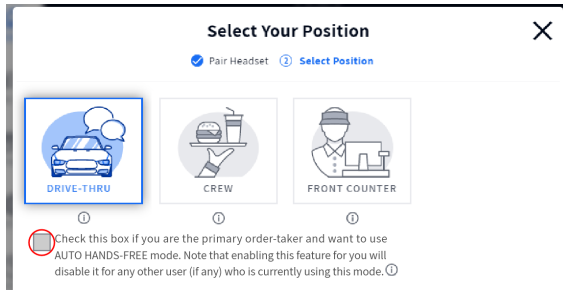 Select Your Position
Pair Headset 2 Select Position
DRIVE-THRU CREW FRONT COUNTER
Check this box if you are the primary order-taker and want to use
AUTO HANDS-FREE mode. Note that enabling this feature for you will
disable it for any other user (if any) who is currently using this mode.